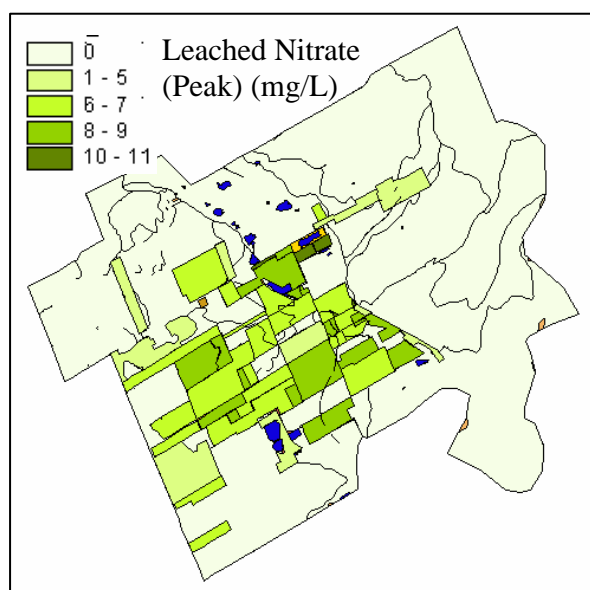 Leached Nitrate
(Peak) (mg/L)
0
1 - 5
6 - 7
8 - 9
10 - 11